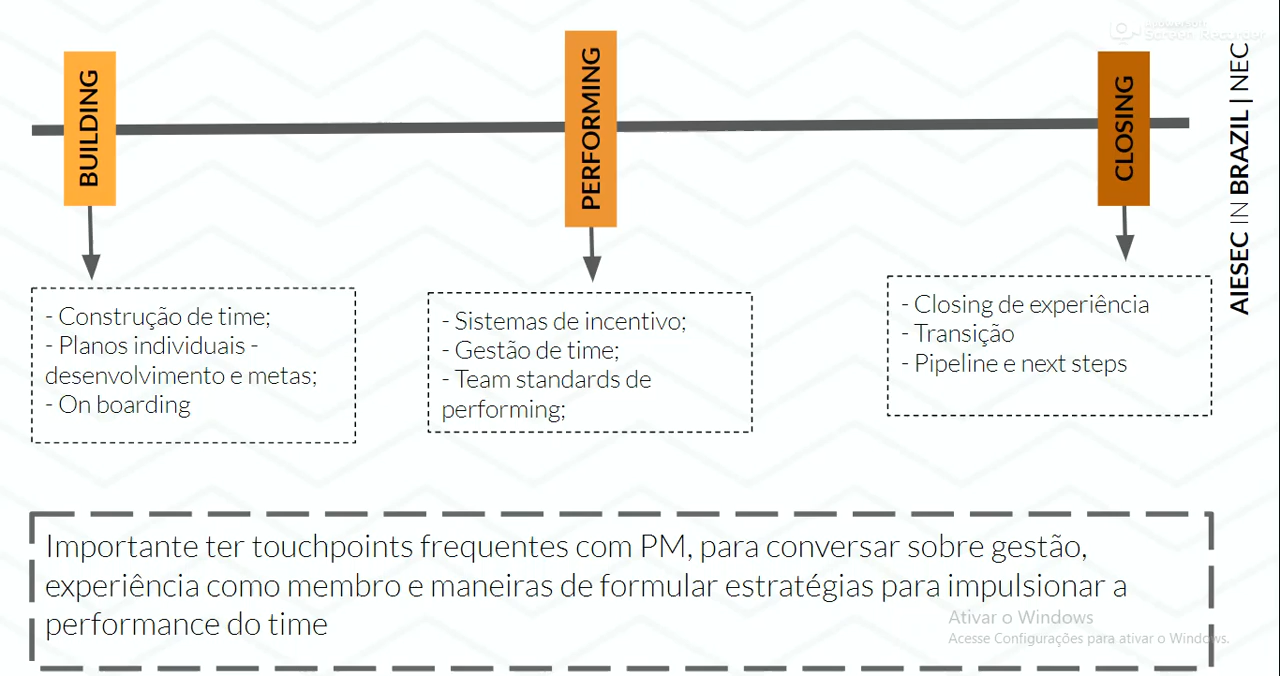 Screen Recorder
BUILDING
PERFORMING
CLOSING
AIESEC IN BRAZIL | NEC
- Construção de time;
- Planos individuais -
desenvolvimento e metas;
- On boarding
- Sistemas de incentivo;
- Gestão de time;
- Team standards de
performing;
- Closing de experiência
- Transição
- Pipeline e next steps
Importante ter touchpoints frequentes com PM, para conversar sobre gestão,
experiência como membro e maneiras de formular estratégias para impulsionar a
performance do time
Ativar o Windows
Acesse Configurações para ativar o Windows.